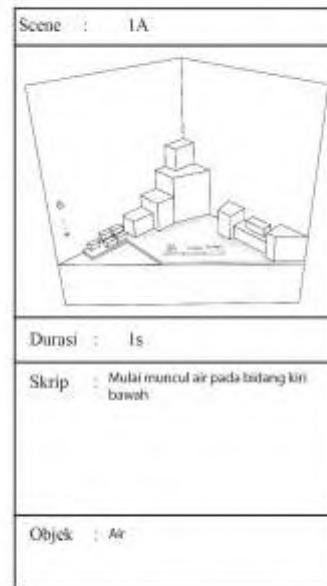 Scene : 1A
Durasi : 1s
Skrip : Mulai muncul air pada bidang kiri
bawah
Objek : Air